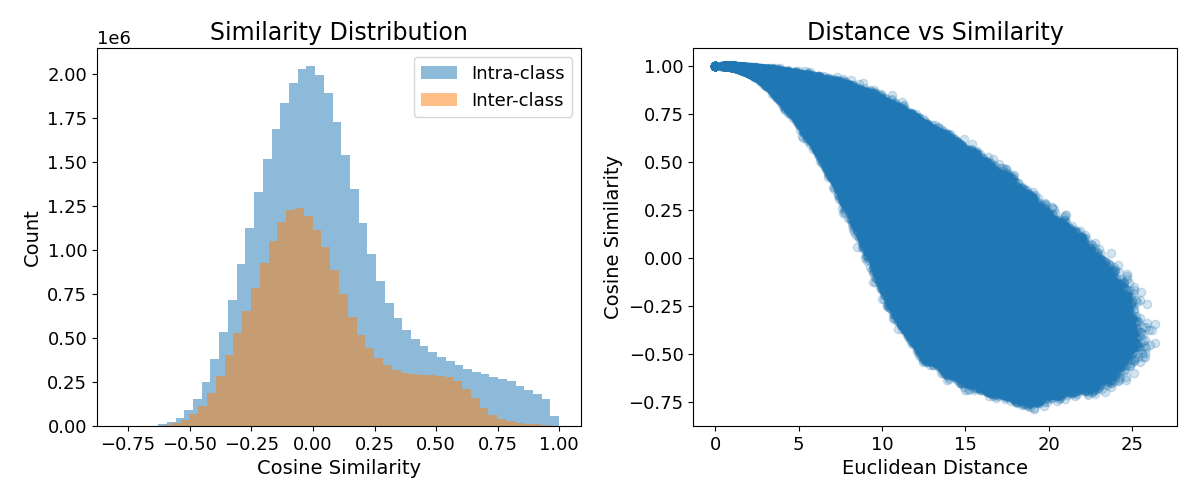 Similarity Distribution
1e6
2.00
1.75
1.50
1.25
1.00
0.75
0.50
0.25
0.00
Count
Intra-class
Inter-class
−0.75 −0.50 −0.25 0.00 0.25 0.50 0.75 1.00
Cosine Similarity
Distance vs Similarity
1.00
0.75
0.50
0.25
0.00
−0.25
−0.50
−0.75
Cosine Similarity
0 5 10 15 20 25
Euclidean Distance